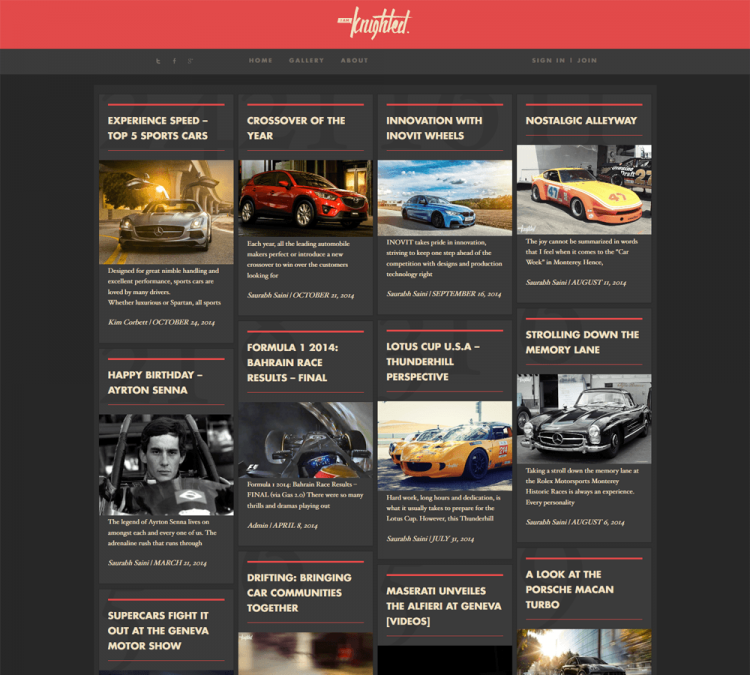 I AM
Knighted.
HOME GALLERY ABOUT
SIGN IN | JOIN
EXPERIENCE SPEED –
TOP 5 SPORTS CARS
Designed for great nimble handling and
excellent performance, sports cars are
loved by many drivers.
Whether luxurious or Spartan, all sports
Kim Corbett / OCTOBER 24, 2014
HAPPY BIRTHDAY –
AYRTON SENNA
The legend of Ayrton Senna lives on
amongst each and every one of us. The
adrenaline rush that runs through
Saurabh Saini / MARCH 21, 2014
SUPERCARS FIGHT IT
OUT AT THE GENEVA
MOTOR SHOW
CROSSOVER OF THE
YEAR
Each year, all the leading automobile
makers perfect or introduce a new
crossover to win over the customers
looking for
Saurabh Saini / OCTOBER 21, 2014
FORMULA 1 2014:
BAHRAIN RACE
RESULTS – FINAL
Formula 1 2014: Bahrain Race Results –
FINAL (via Gas 2.0) There were so many
thrills and dramas playing out
Admin / APRIL 8, 2014
DRIFTING: BRINGING
CAR COMMUNITIES
TOGETHER
INNOVATION WITH
INOVIT WHEELS
INOVIT takes pride in innovation,
striving to keep one step ahead of the
competition with designs and production
technology right
Saurabh Saini / SEPTEMBER 16, 2014
LOTUS CUP U.S.A –
THUNDERHILL
PERSPECTIVE
Hard work, long hours and dedication, is
what it usually takes to prepare for the
Lotus Cup. However, this Thunderhill
Saurabh Saini / JULY 31, 2014
MASERATI UNVEILS
THE ALFIERI AT GENEVA
[VIDEOS]
NOSTALGIC ALLEYWAY
47
47
The joy cannot be summarized in words
that I feel when it comes to the "Car
Week" in Monterey. Hence,
Saurabh Saini / AUGUST 11, 2014
STROLLING DOWN THE
MEMORY LANE
Taking a stroll down the memory lane at
the Rolex Motorsports Monterey
Historic Races is always an experience.
Every personality
Saurabh Saini / AUGUST 6, 2014
A LOOK AT THE
PORSCHE MACAN
TURBO